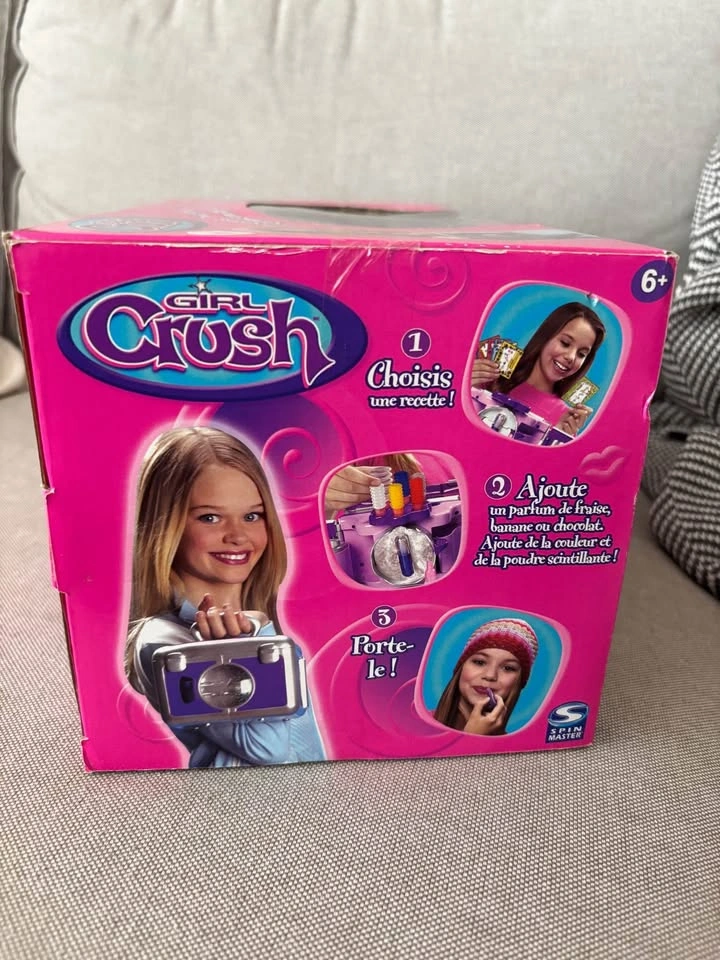 6+
GIRL
Crush™
1
Choisis
une recette !
2 Ajoute
un parfum de fraise,
banane ou chocolat.
Ajoute de la couleur et
de la poudre scintillante !
3
Porte-
le !
SPIN
MASTER